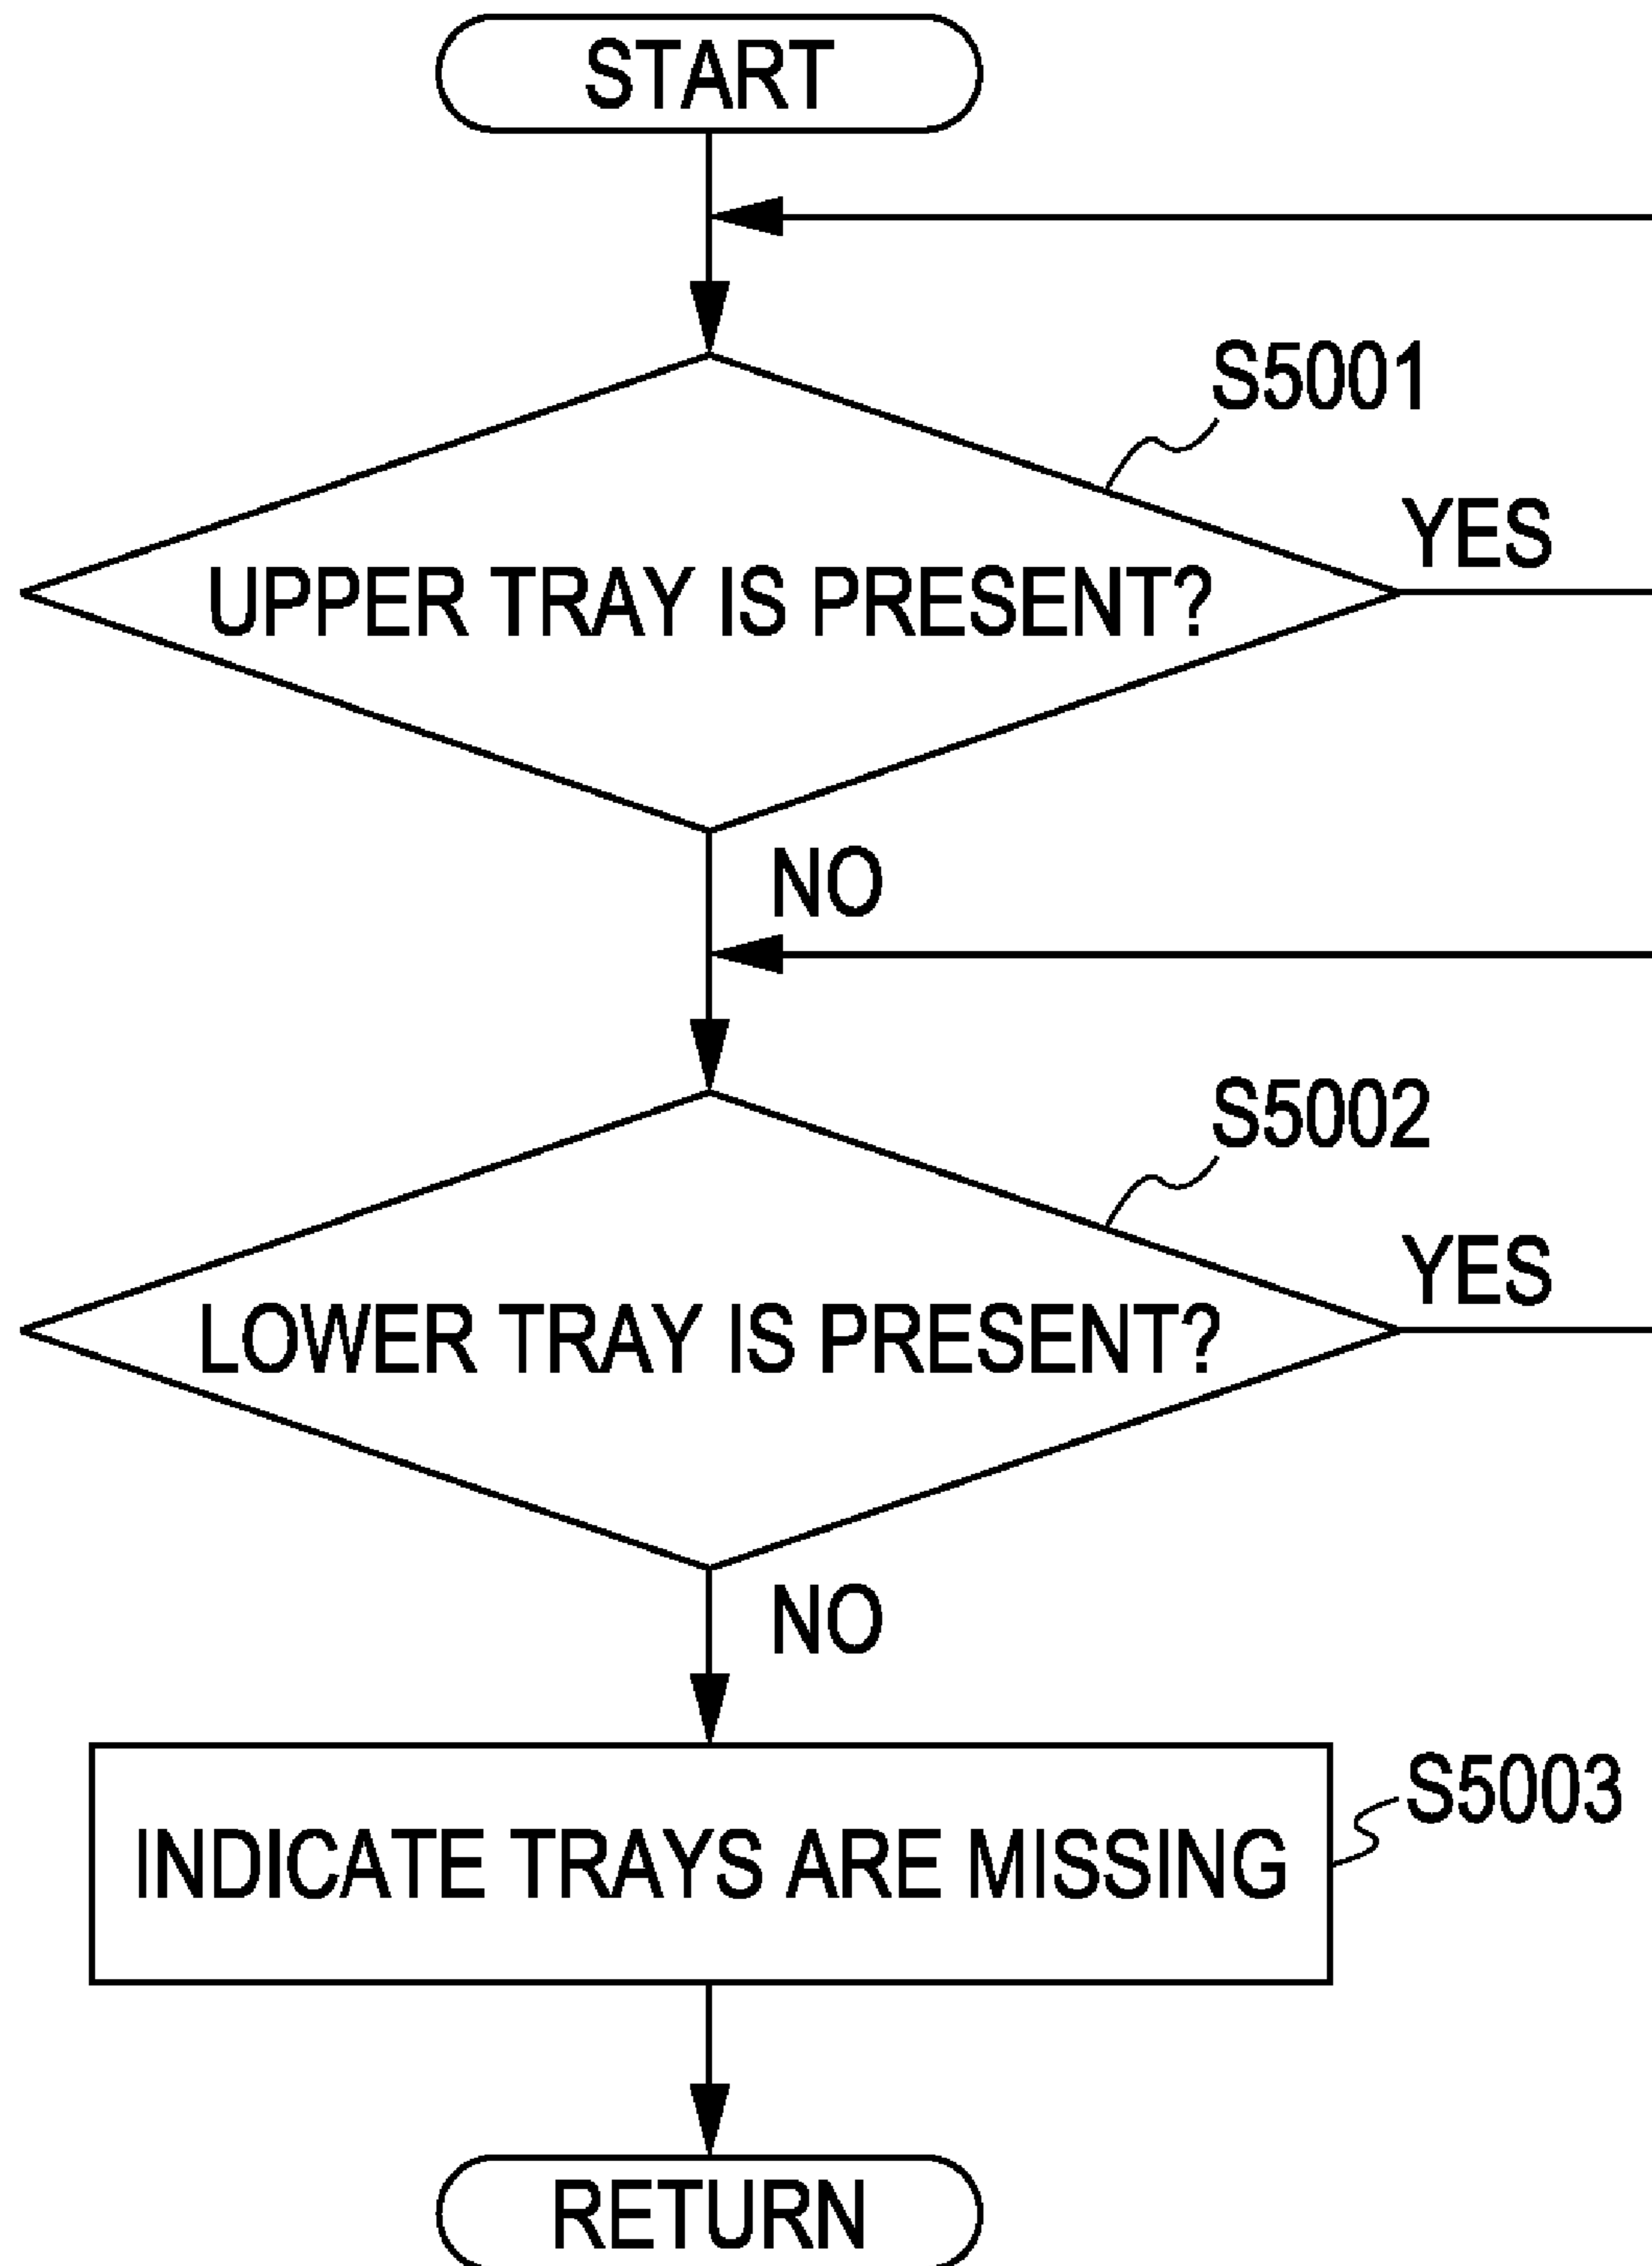 START
S5001
YES
UPPER TRAY IS PRESENT?
NO
S5002
YES
LOWER TRAY IS PRESENT?
NO
S5003
INDICATE TRAYS ARE MISSING
RETURN